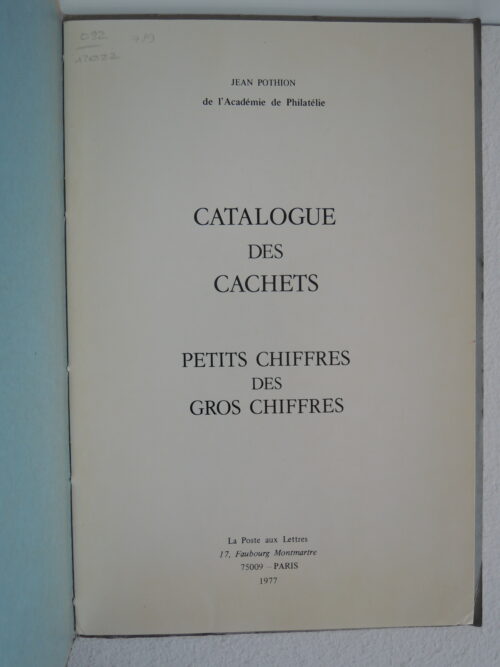 032
JEAN POTHION
de l'Académie de Philatélie
CATALOGUE
DES
CACHETS
PETITS CHIFFRES
DES
GROS CHIFFRES
La Poste aux Lettres
17, Faubourg Montmartre
75009 – PARIS
1977